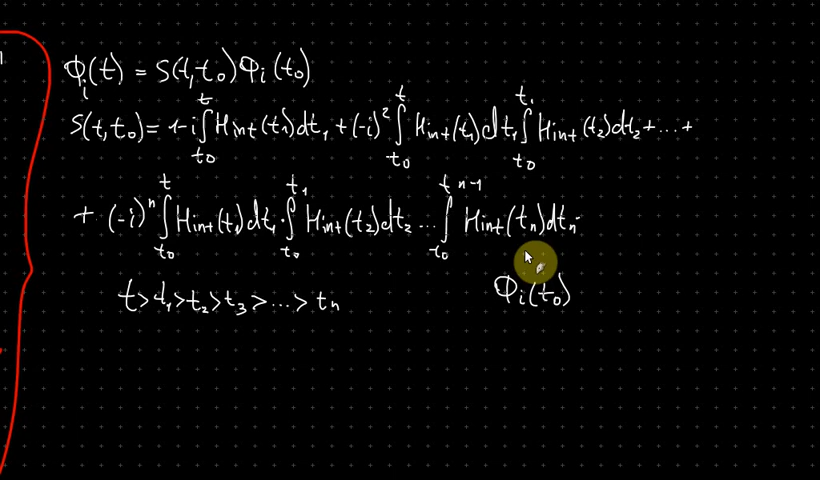 Φᵢ(t) = S(t,t₀)Φᵢ(t₀)
S(t,t₀) = 1-i∫_{t₀}^{t} Hint(t₁)dt₁ + (-i)² ∫_{t₀}^{t} Hint(t₁)dt₁ ∫_{t₀}^{t₁} Hint(t₂)dt₂ + ... +
+ (-i)ⁿ ∫_{t₀}^{t} Hint(t₁)dt₁ · ∫_{t₀}^{t₁} Hint(t₂)dt₂ ... ∫_{t₀}^{t n-1} Hint(tₙ)dtₙ
t > t₁ > t₂ > t₃ > ... > tₙ
Φᵢ(t₀)